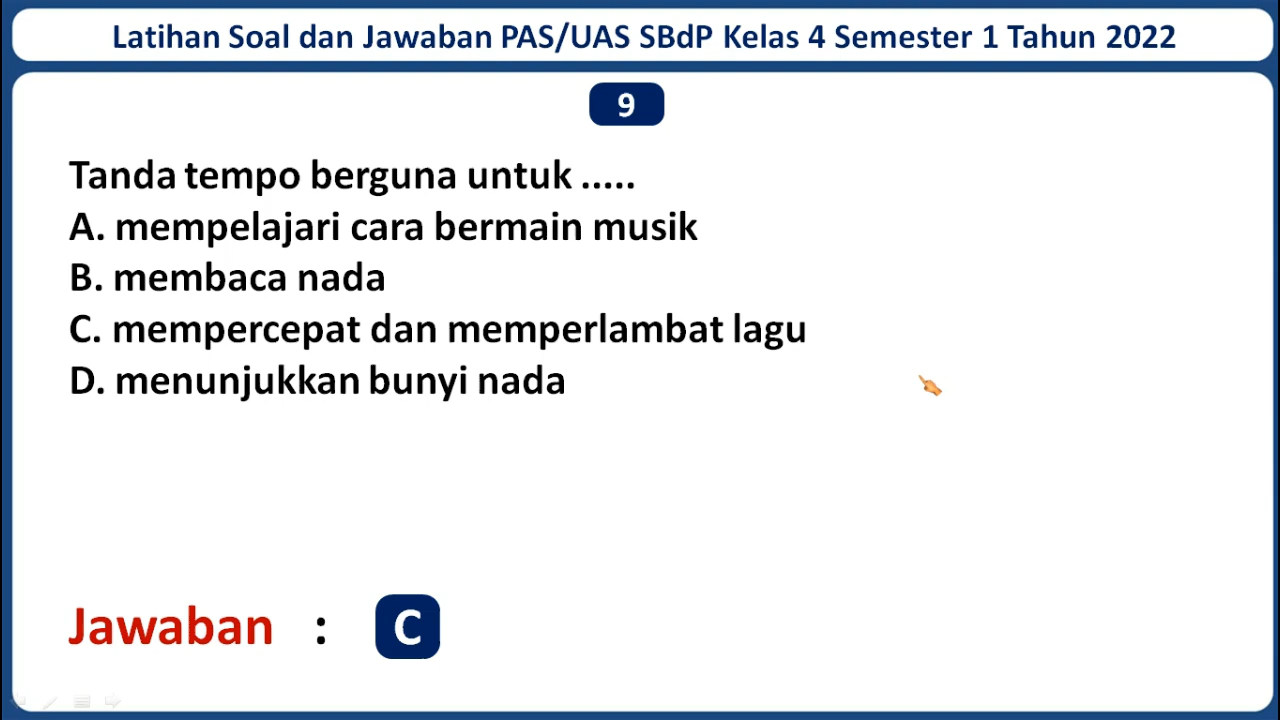 Latihan Soal dan Jawaban PAS/UAS SBdP Kelas 4 Semester 1 Tahun 2022
9
Tanda tempo berguna untuk .....
A. mempelajari cara bermain musik
B. membaca nada
C. mempercepat dan memperlambat lagu
D. menunjukkan bunyi nada
Jawaban : C